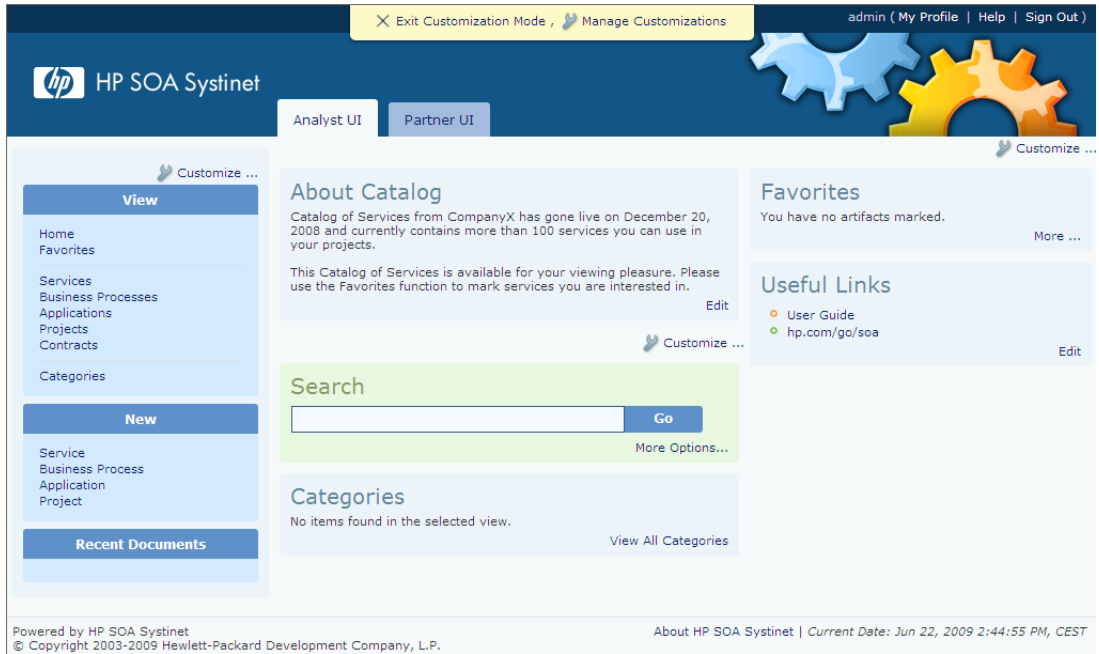 Exit Customization Mode , Manage Customizations
admin ( My Profile | Help | Sign Out )
hp HP SOA Systinet
Analyst UI
Partner UI
Customize ...
Customize ...
View
Home
Favorites
Services
Business Processes
Applications
Projects
Contracts
Categories
New
Service
Business Process
Application
Project
Recent Documents
About Catalog
Catalog of Services from CompanyX has gone live on December 20,
2008 and currently contains more than 100 services you can use in
your projects.
This Catalog of Services is available for your viewing pleasure. Please
use the Favorites function to mark services you are interested in.
Edit
Customize ...
Search
Go
More Options...
Categories
No items found in the selected view.
View All Categories
Favorites
You have no artifacts marked.
More ...
Useful Links
User Guide
hp.com/go/soa
Edit
Powered by HP SOA Systinet
© Copyright 2003-2009 Hewlett-Packard Development Company, L.P.
About HP SOA Systinet | Current Date: Jun 22, 2009 2:44:55 PM, CEST